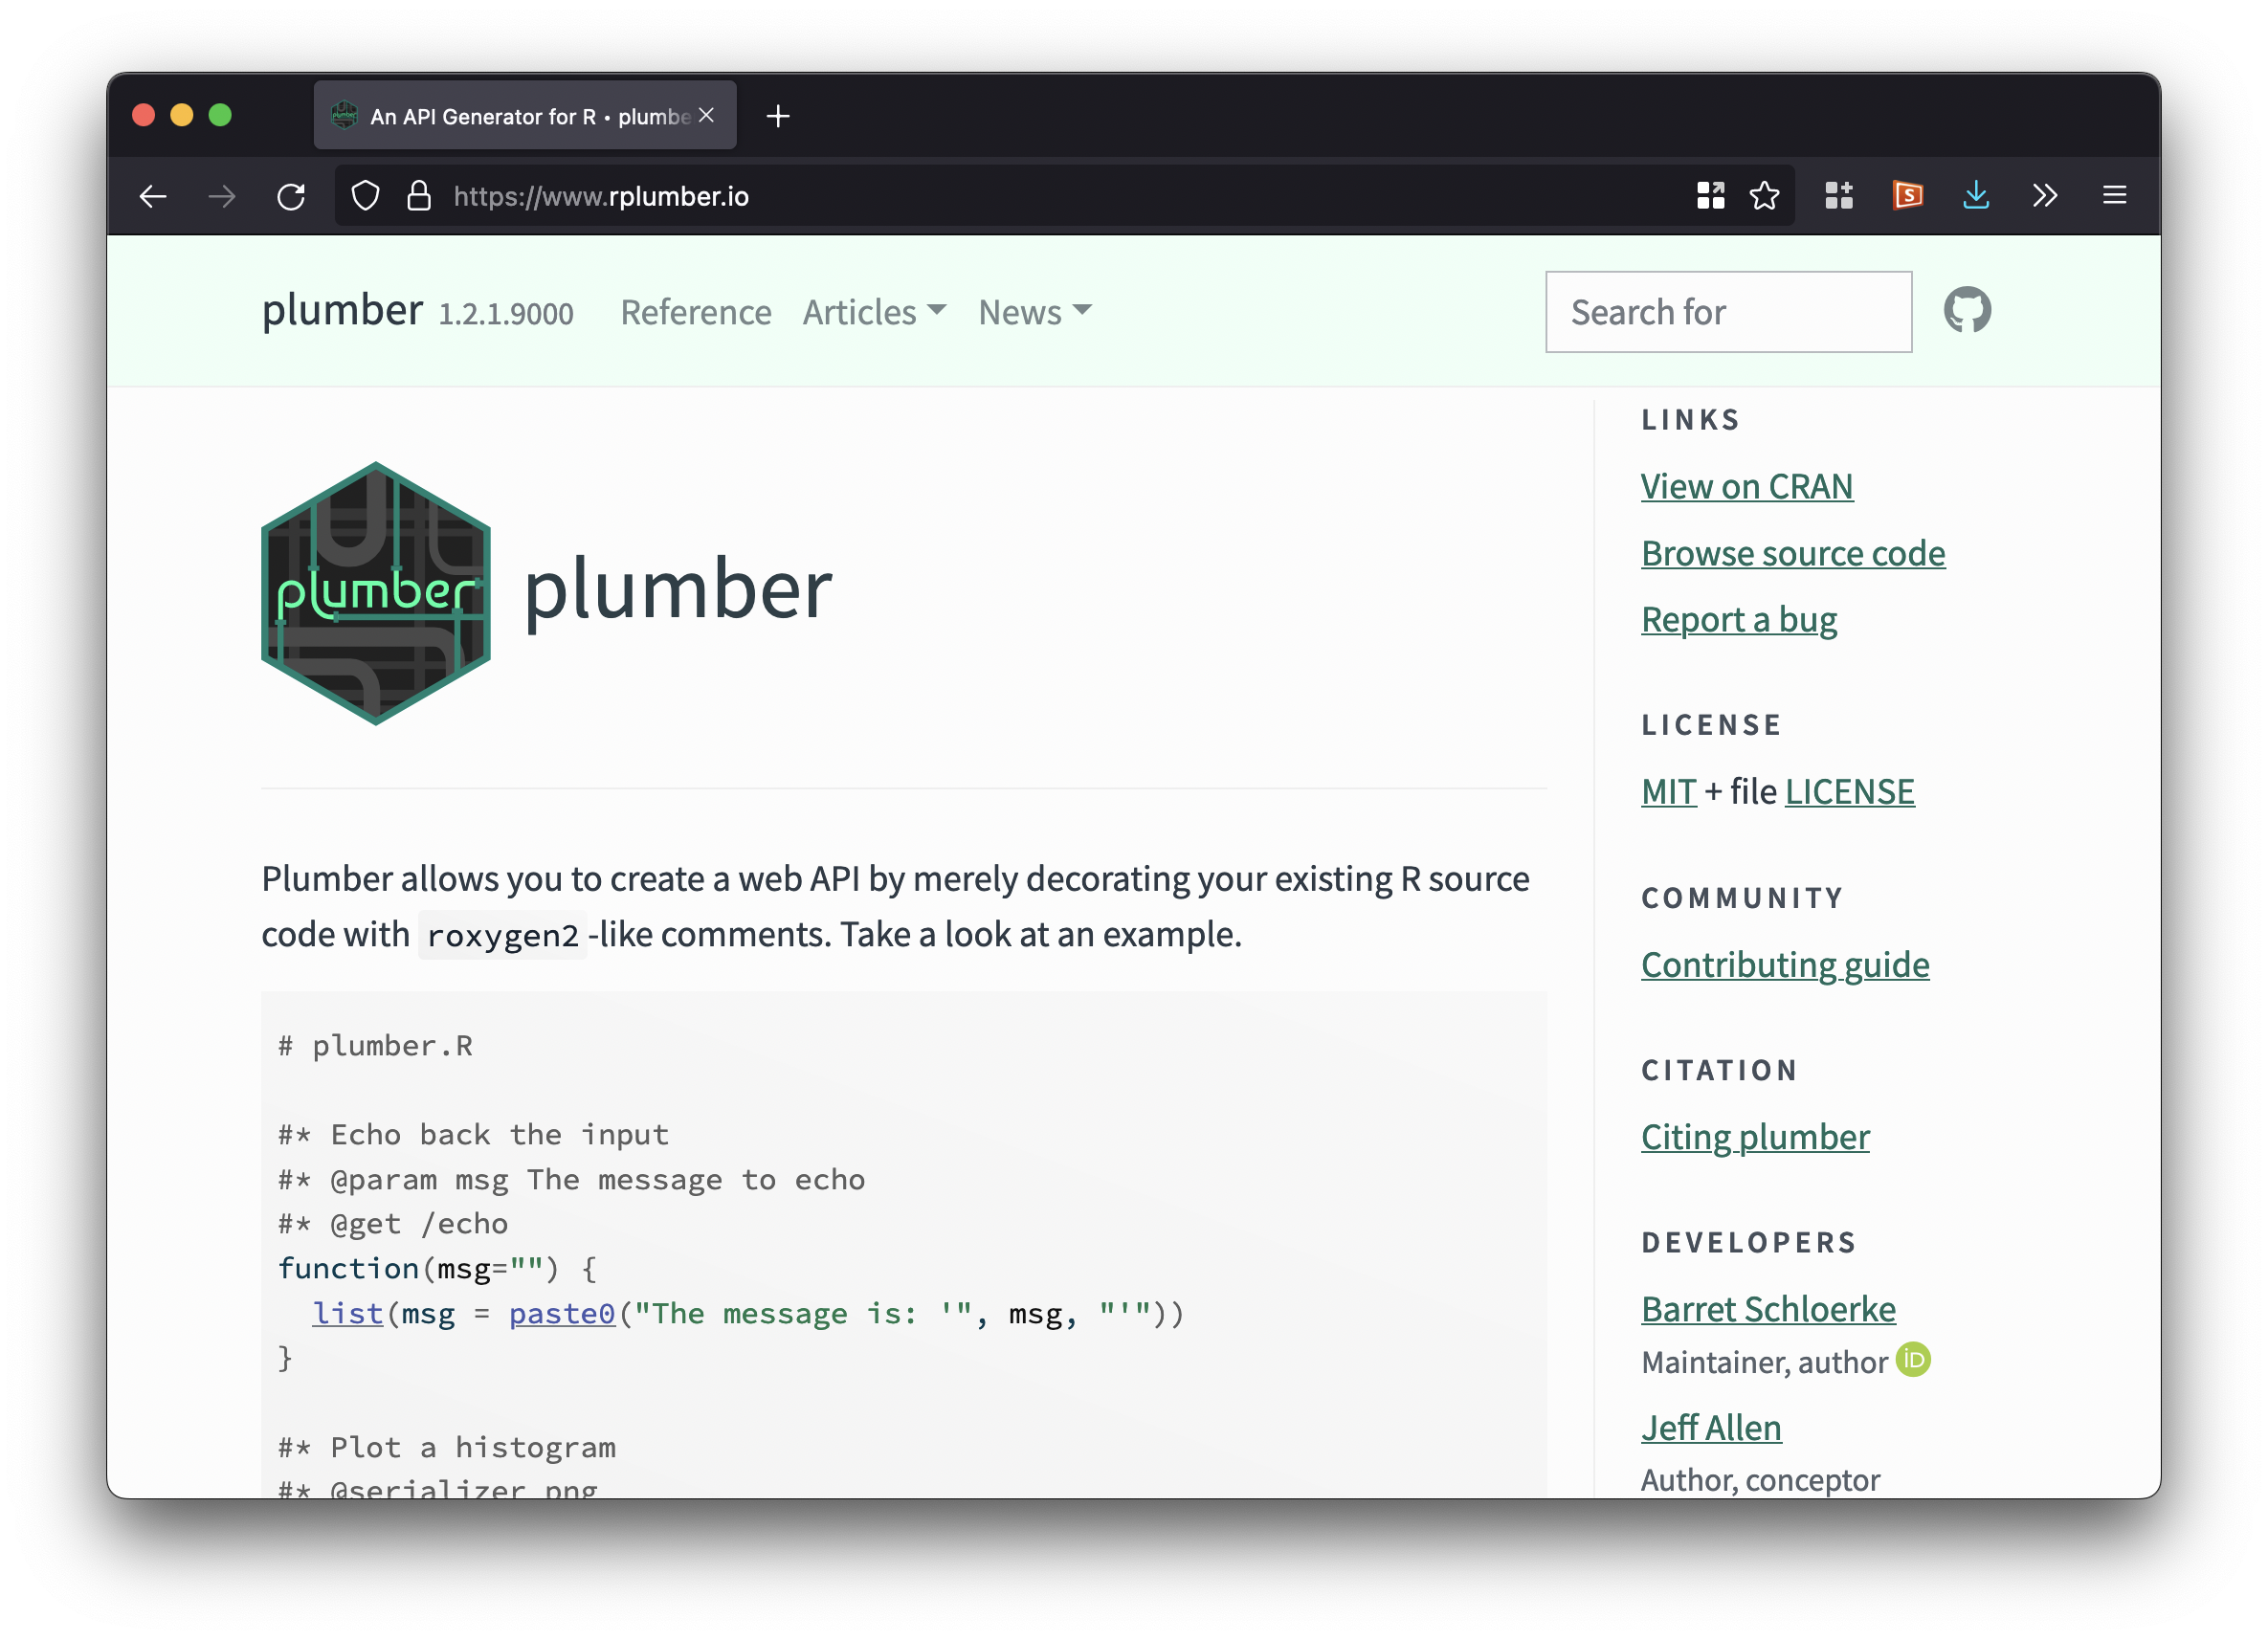 An API Generator for R • plumbe
https://www.rplumber.io
plumber 1.2.1.9000 Reference Articles News
Search for
plumber
plumber
Plumber allows you to create a web API by merely decorating your existing R source
code with roxygen2-like comments. Take a look at an example.
# plumber.R
#* Echo back the input
#* @param msg The message to echo
#* @get /echo
function(msg="") {
  list(msg = paste0("The message is: '", msg, "'"))
}
#* Plot a histogram
#* @serializer png
LINKS
View on CRAN
Browse source code
Report a bug
LICENSE
MIT + file LICENSE
COMMUNITY
Contributing guide
CITATION
Citing plumber
DEVELOPERS
Barret Schloerke
Maintainer, author iD
Jeff Allen
Author, conceptor